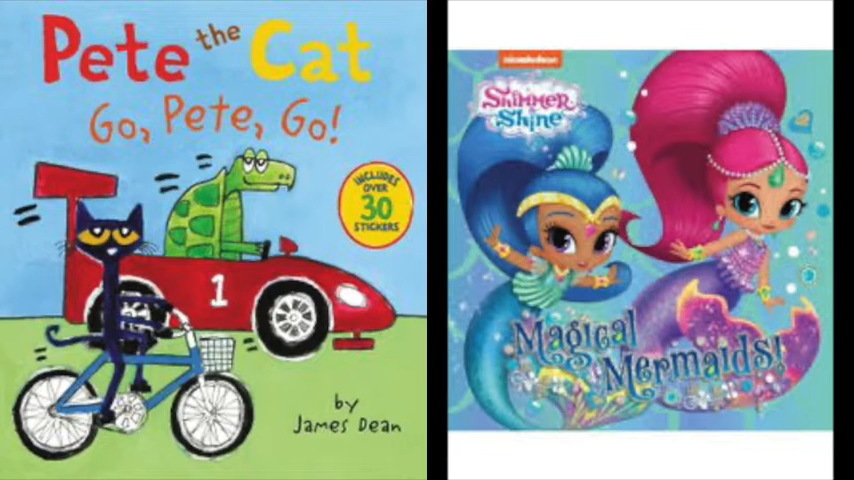 Pete the Cat
Go, Pete, Go!
INCLUDES
OVER
30
STICKERS
1
by
James Dean
nickelodeon
Shimmer
Shine
Magical
Mermaids!